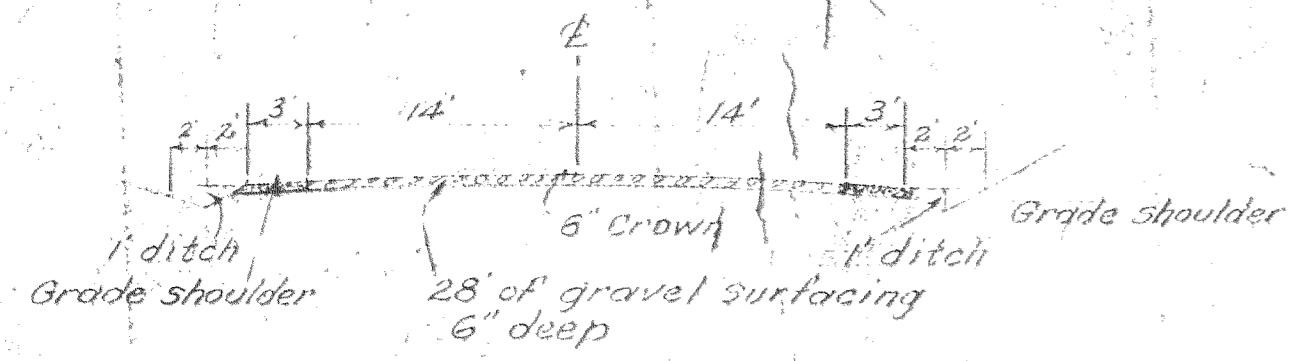 ℄
3' 14' 14' 3'
2' 2' 2' 2'
6" Crown
Grade shoulder
1' ditch
1' ditch
Grade shoulder
28' of gravel surfacing
6" deep